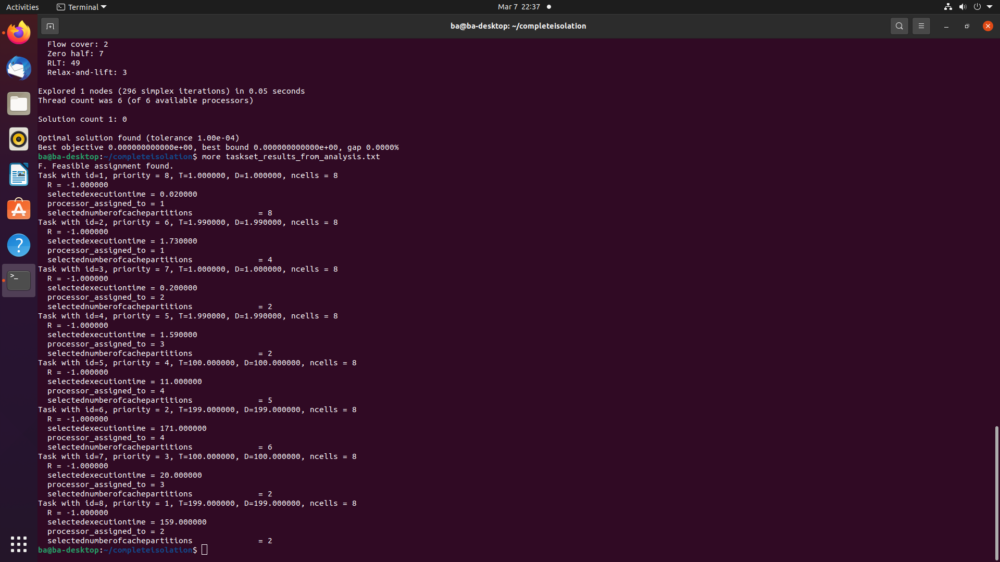 Activities
Terminal
Mar 7 22:37
ba@ba-desktop: ~/completeisolation
  Flow cover: 2
  Zero half: 7
  RLT: 49
  Relax-and-lift: 3
Explored 1 nodes (296 simplex iterations) in 0.05 seconds
Thread count was 6 (of 6 available processors)
Solution count 1: 0
Optimal solution found (tolerance 1.00e-04)
Best objective 0.000000000000e+00, best bound 0.000000000000e+00, gap 0.0000%
ba@ba-desktop:~/completeisolation$ more taskset_results_from_analysis.txt
F. Feasible assignment found.
Task with id=1, priority = 8, T=1.000000, D=1.000000, ncells = 8
  R = -1.000000
  selectedexecutiontime = 0.020000
  processor_assigned_to = 1
  selectednumberofcachepartitions              = 8
Task with id=2, priority = 6, T=1.990000, D=1.990000, ncells = 8
  R = -1.000000
  selectedexecutiontime = 1.730000
  processor_assigned_to = 1
  selectednumberofcachepartitions              = 4
Task with id=3, priority = 7, T=1.000000, D=1.000000, ncells = 8
  R = -1.000000
  selectedexecutiontime = 0.200000
  processor_assigned_to = 2
  selectednumberofcachepartitions              = 2
Task with id=4, priority = 5, T=1.990000, D=1.990000, ncells = 8
  R = -1.000000
  selectedexecutiontime = 1.590000
  processor_assigned_to = 3
  selectednumberofcachepartitions              = 2
Task with id=5, priority = 4, T=100.000000, D=100.000000, ncells = 8
  R = -1.000000
  selectedexecutiontime = 11.000000
  processor_assigned_to = 4
  selectednumberofcachepartitions              = 5
Task with id=6, priority = 2, T=199.000000, D=199.000000, ncells = 8
  R = -1.000000
  selectedexecutiontime = 171.000000
  processor_assigned_to = 4
  selectednumberofcachepartitions              = 6
Task with id=7, priority = 3, T=100.000000, D=100.000000, ncells = 8
  R = -1.000000
  selectedexecutiontime = 20.000000
  processor_assigned_to = 3
  selectednumberofcachepartitions              = 2
Task with id=8, priority = 1, T=199.000000, D=199.000000, ncells = 8
  R = -1.000000
  selectedexecutiontime = 159.000000
  processor_assigned_to = 2
  selectednumberofcachepartitions              = 2
ba@ba-desktop:~/completeisolation$